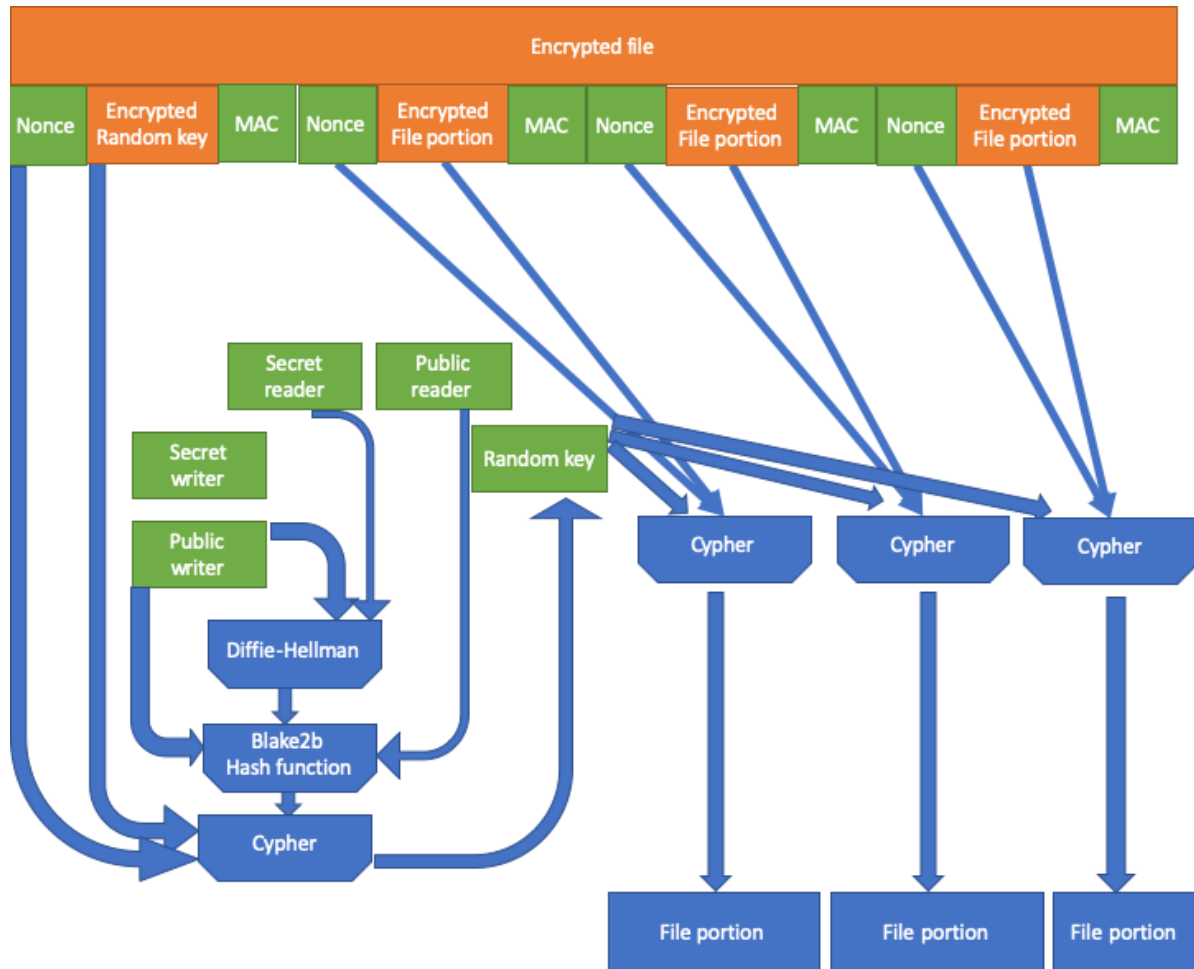 Encrypted file
Nonce
Encrypted
Random key
MAC
Nonce
Encrypted
File portion
MAC
Nonce
Encrypted
File portion
MAC
Nonce
Encrypted
File portion
MAC
Secret
reader
Public
reader
Secret
writer
Random key
Public
writer
Cypher
Cypher
Cypher
Diffie-Hellman
Blake2b
Hash function
Cypher
File portion
File portion
File portion